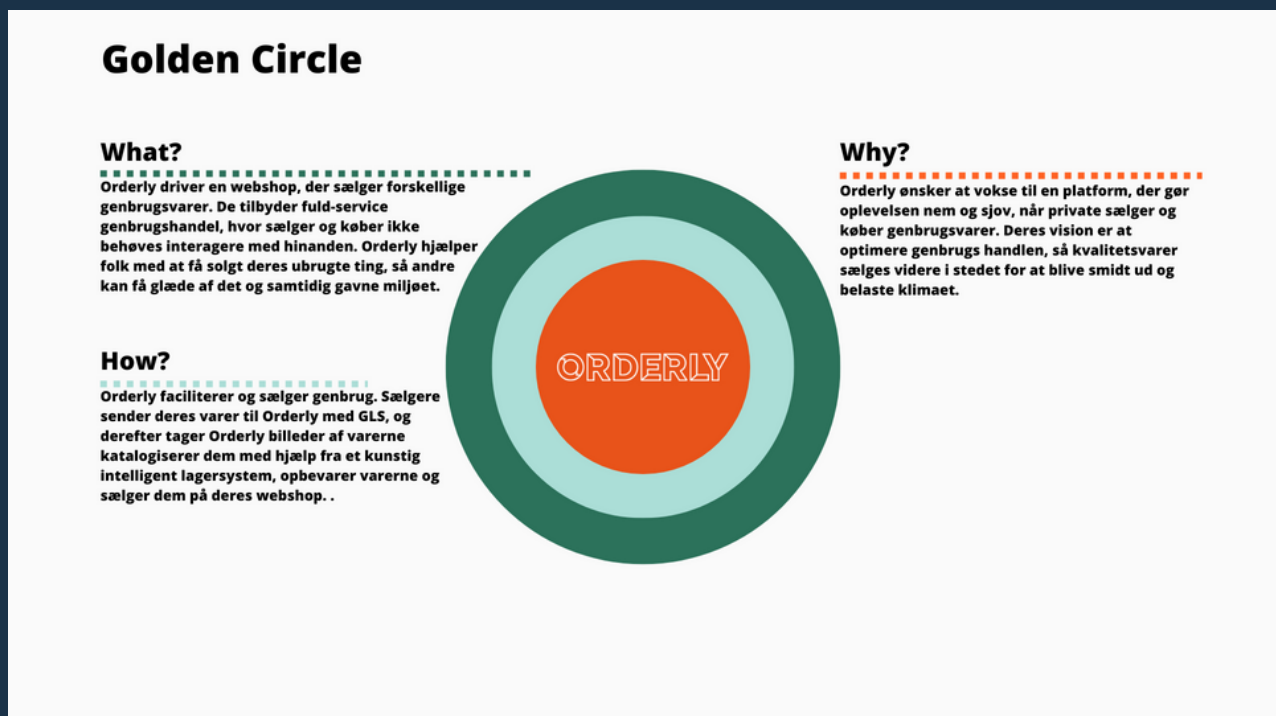 Golden Circle
What?
Orderly driver en webshop, der sælger forskellige
genbrugsvarer. De tilbyder fuld-service
genbrugshandel, hvor sælger og køber ikke
behøves interagere med hinanden. Orderly hjælper
folk med at få solgt deres ubrugte ting, så andre
kan få glæde af det og samtidig gavne miljøet.
How?
Orderly faciliterer og sælger genbrug. Sælgere
sender deres varer til Orderly med GLS, og
derefter tager Orderly billeder af varerne
katalogiserer dem med hjælp fra et kunstig
intelligent lagersystem, opbevarer varerne og
sælger dem på deres webshop. .
ORDERLY
Why?
Orderly ønsker at vokse til en platform, der gør
oplevelsen nem og sjov, når private sælger og
køber genbrugsvarer. Deres vision er at
optimere genbrugs handlen, så kvalitetsvarer
sælges videre i stedet for at blive smidt ud og
belaste klimaet.